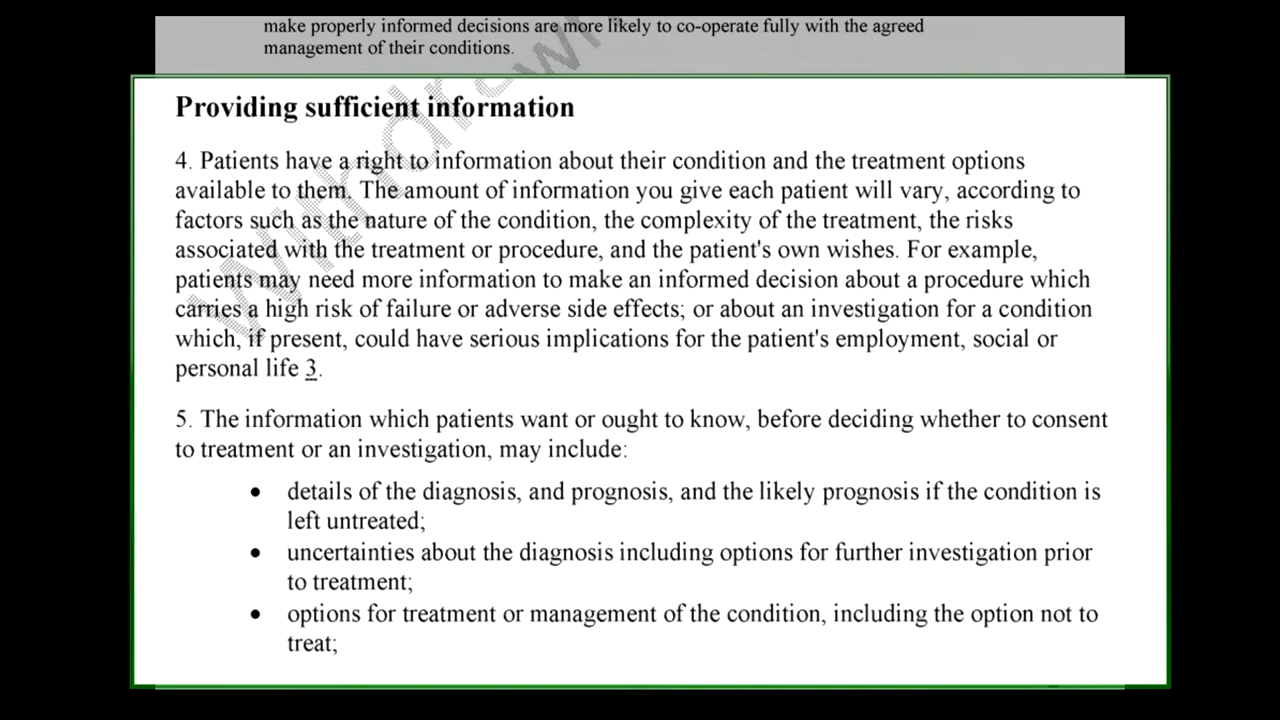 make properly informed decisions are more likely to co-operate fully with the agreed
management of their conditions.
Providing sufficient information
4. Patients have a right to information about their condition and the treatment options
available to them. The amount of information you give each patient will vary, according to
factors such as the nature of the condition, the complexity of the treatment, the risks
associated with the treatment or procedure, and the patient's own wishes. For example,
patients may need more information to make an informed decision about a procedure which
carries a high risk of failure or adverse side effects; or about an investigation for a condition
which, if present, could have serious implications for the patient's employment, social or
personal life 3.
5. The information which patients want or ought to know, before deciding whether to consent
to treatment or an investigation, may include:
• details of the diagnosis, and prognosis, and the likely prognosis if the condition is
left untreated;
• uncertainties about the diagnosis including options for further investigation prior
to treatment;
• options for treatment or management of the condition, including the option not to
treat;
Withdrawn